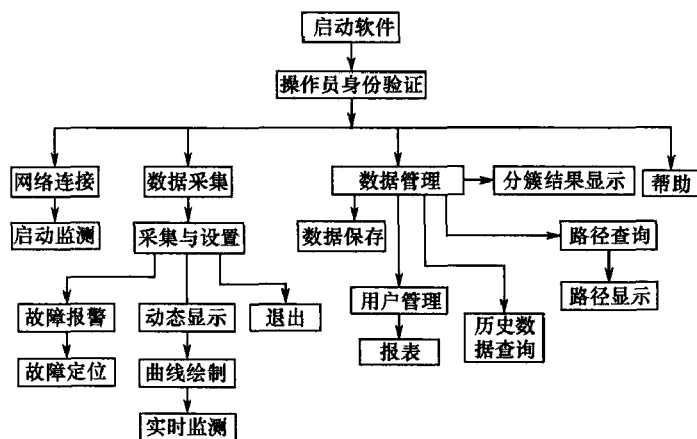 启动软件
操作员身份验证
网络连接
数据采集
数据管理
分簇结果显示
帮助
启动监测
采集与设置
数据保存
路径查询
用户管理
路径显示
故障报警
动态显示
退出
历史数
据查询
报表
故障定位
曲线绘制
实时监测